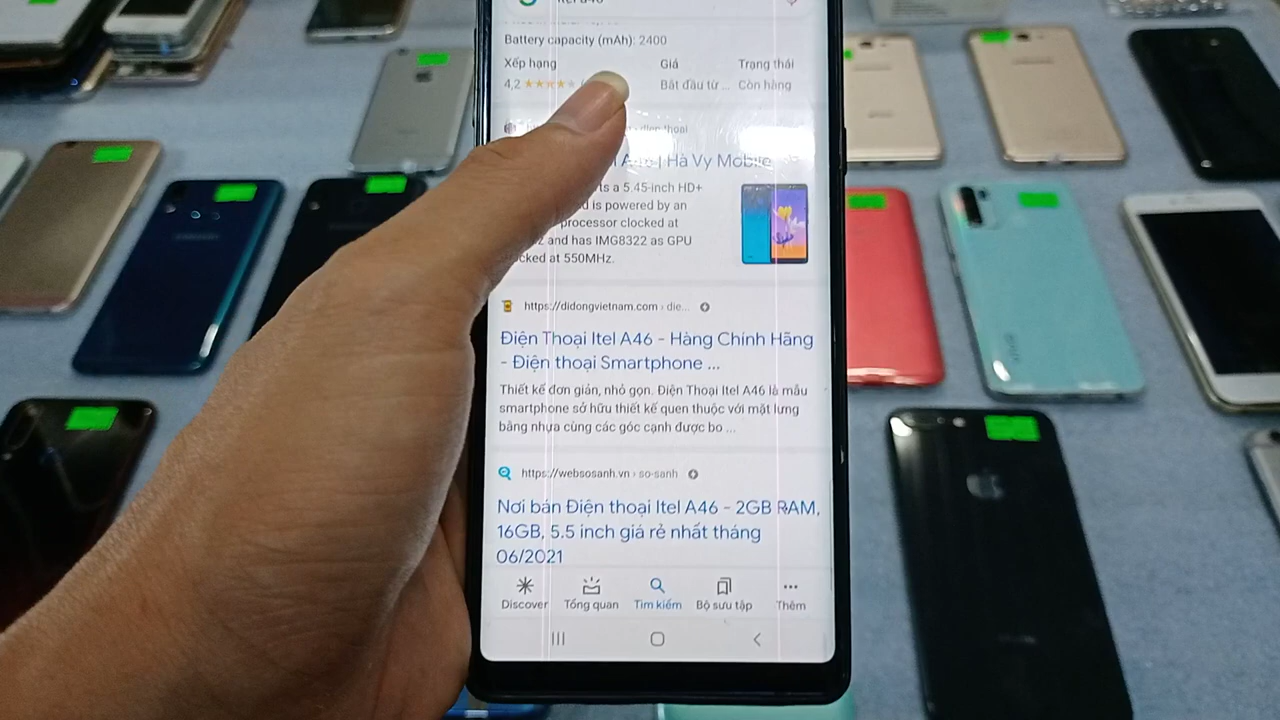 Battery capacity (mAh): 2400
Xếp hạng Giá Trạng thái
4,2 Bắt đầu từ ... Còn hàng
điện thoại
A46 | Hà Vy Mobile
a 5.45-inch HD+
is powered by an
processor clocked at
and has IMG8322 as GPU
at 550MHz.
https://didongvietnam.com › die...
Điện Thoại Itel A46 - Hàng Chính Hãng
- Điện thoại Smartphone ...
Thiết kế đơn giản, nhỏ gọn. Điện Thoại Itel A46 là mẫu
smartphone sở hữu thiết kế quen thuộc với mặt lưng
bằng nhựa cùng các góc cạnh được bo ...
https://websosanh.vn › so-sanh
Nơi bán Điện thoại Itel A46 - 2GB RAM,
16GB, 5.5 inch giá rẻ nhất tháng
06/2021
Discover Tổng quan Tìm kiếm Bộ sưu tập Thêm